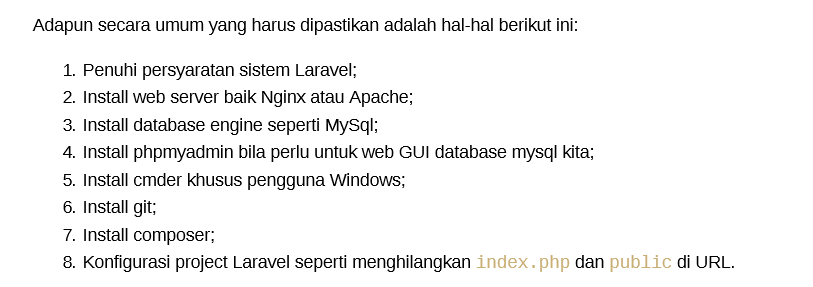 Adapun secara umum yang harus dipastikan adalah hal-hal berikut ini:
1. Penuhi persyaratan sistem Laravel;
2. Install web server baik Nginx atau Apache;
3. Install database engine seperti MySql;
4. Install phpmyadmin bila perlu untuk web GUI database mysql kita;
5. Install cmder khusus pengguna Windows;
6. Install git;
7. Install composer;
8. Konfigurasi project Laravel seperti menghilangkan index.php dan public di URL.